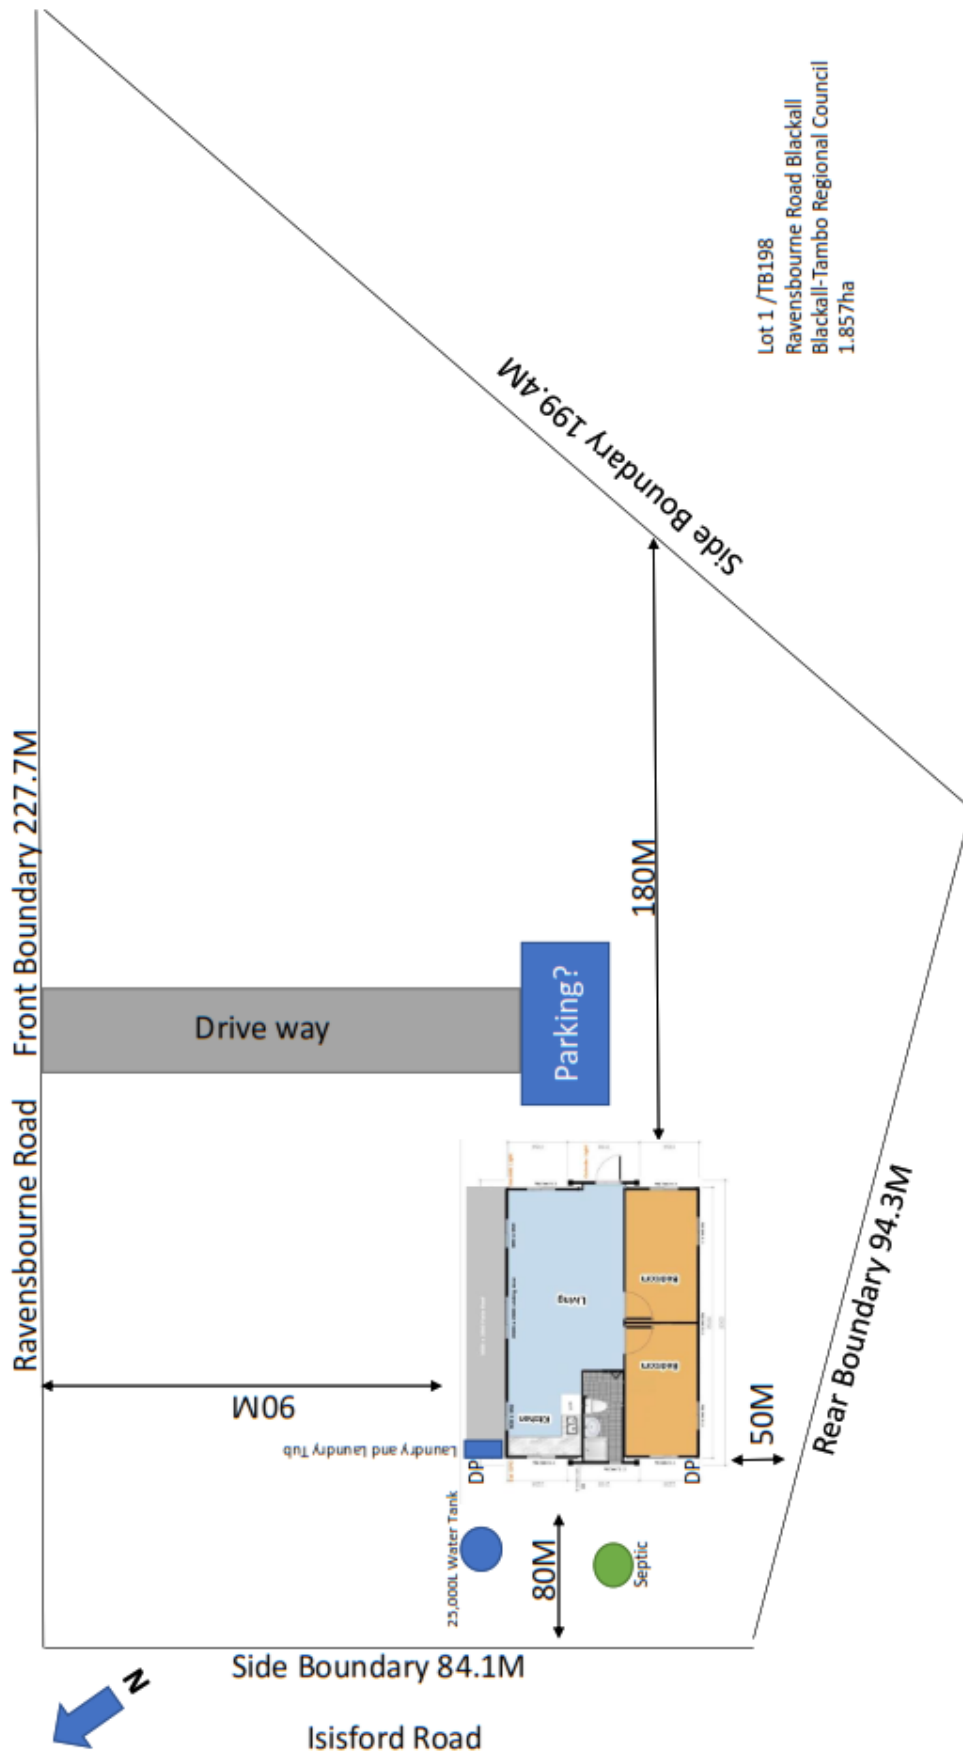 Lot 1 /TB198
Ravensbourne Road Blackall
Blackall-Tambo Regional Council
1.857ha
Side Boundary 199.4M
Ravensbourne Road
Front Boundary 227.7M
Drive way
Parking?
180M
90M
Laundry and Laundry Tub
Living
Kitchen
Bedroom
Bedroom
DP
DP
50M
Rear Boundary 94.3M
25,000L Water Tank
80M
Septic
Side Boundary 84.1M
N
Isisford Road